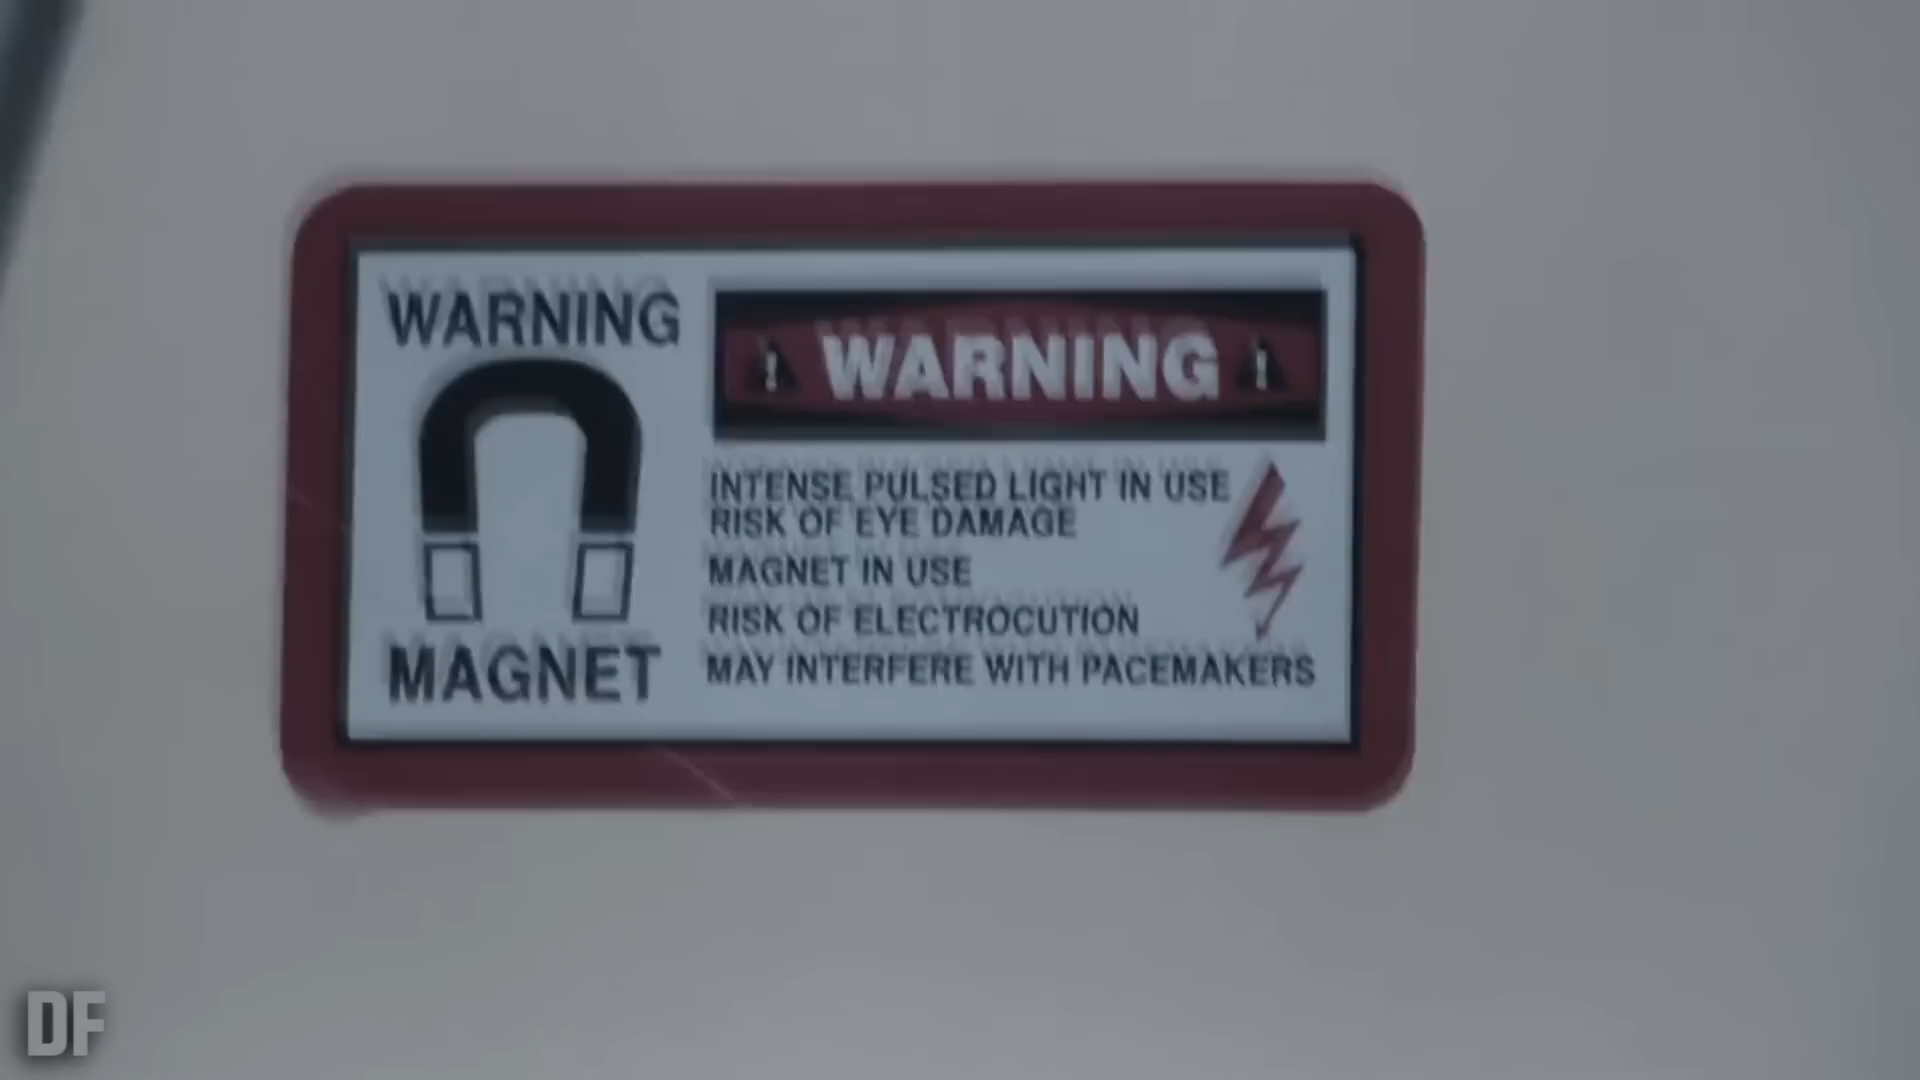 WARNING
MAGNET
! WARNING !
INTENSE PULSED LIGHT IN USE
RISK OF EYE DAMAGE
MAGNET IN USE
RISK OF ELECTROCUTION
MAY INTERFERE WITH PACEMAKERS
DF